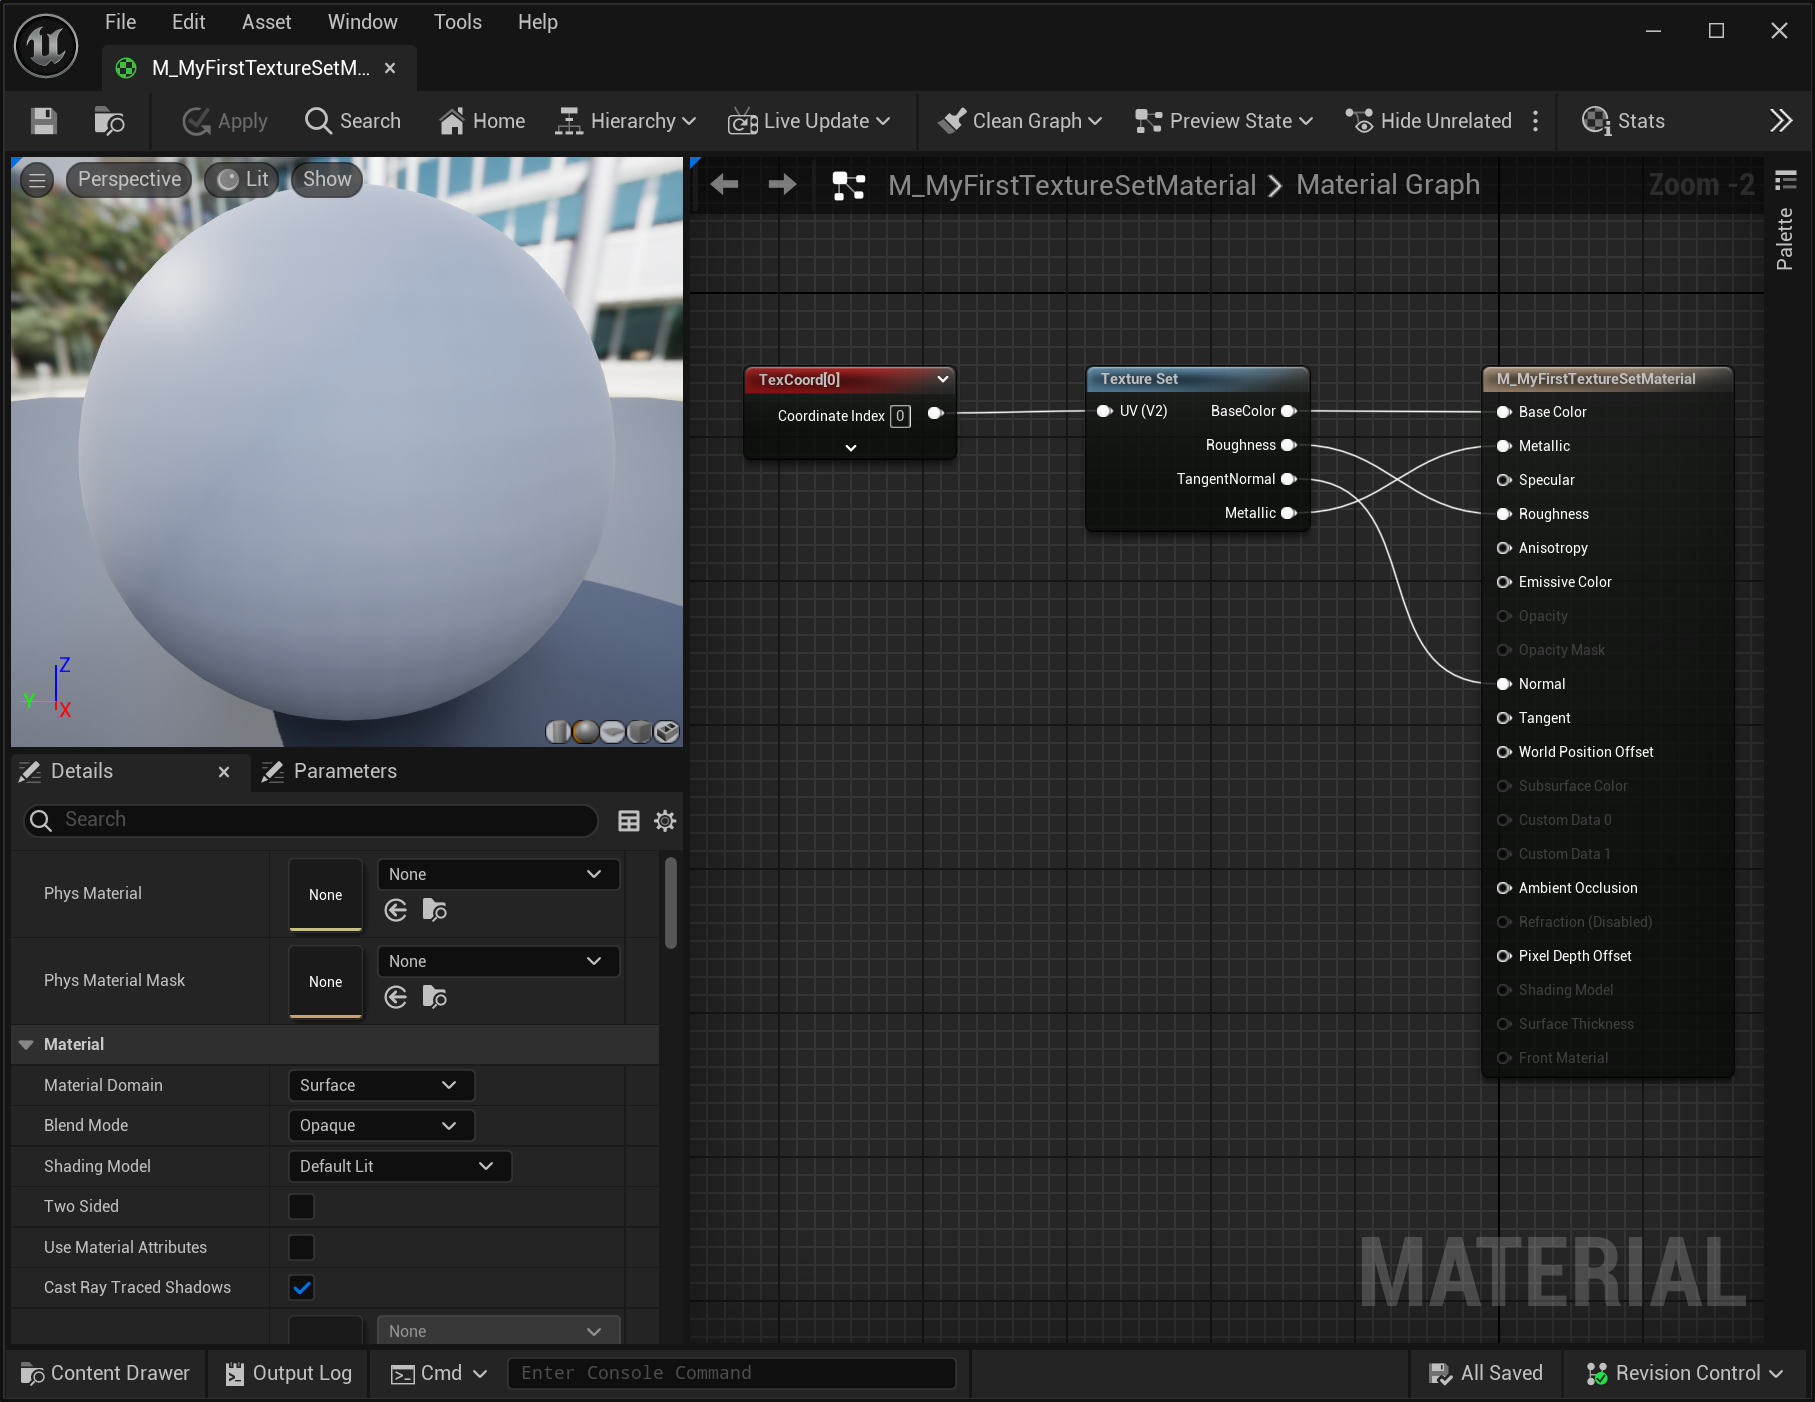 File Edit Asset Window Tools Help
M_MyFirstTextureSetM...
Apply Search Home Hierarchy Live Update Clean Graph Preview State Hide Unrelated Stats
Perspective Lit Show
M_MyFirstTextureSetMaterial Material Graph Zoom -2
Palette
TexCoord[0]
Coordinate Index 0
Texture Set
UV (V2) BaseColor
Roughness
TangentNormal
Metallic
M_MyFirstTextureSetMaterial
Base Color
Metallic
Specular
Roughness
Anisotropy
Emissive Color
Opacity
Opacity Mask
Normal
Tangent
World Position Offset
Subsurface Color
Custom Data 0
Custom Data 1
Ambient Occlusion
Refraction (Disabled)
Pixel Depth Offset
Shading Model
Surface Thickness
Front Material
MATERIAL
Z
Y
X
Details Parameters
Search
Phys Material None None
Phys Material Mask None None
Material
Material Domain Surface
Blend Mode Opaque
Shading Model Default Lit
Two Sided
Use Material Attributes
Cast Ray Traced Shadows
None
Content Drawer Output Log Cmd Enter Console Command All Saved Revision Control